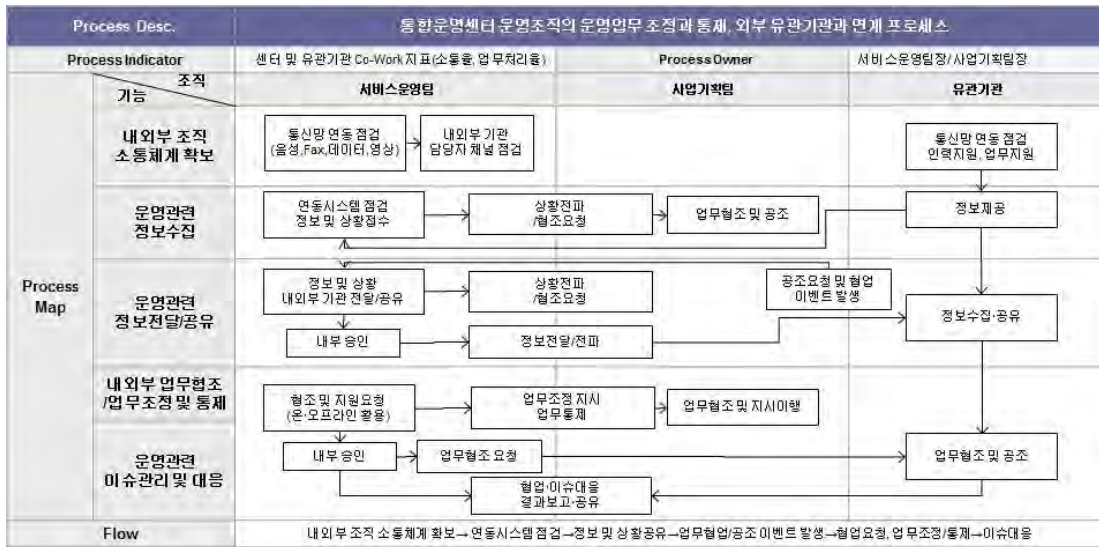 Process Desc.
통합운영센터 운영조직의 운영업무 조정과 통제, 외부 유관기관과 연계 프로세스
Process Indicator
센터 및 유관기관 Co-Work 지표(소통율, 업무처리율)
Process Owner
서비스운영팀장/사업기획팀장
조직
기능
서비스운영팀
사업기획팀
유관기관
Process
Map
내외부 조직
소통체계 확보
통신망 연동 점검
(음성,Fax,데이터,영상)
내외부 기관
담당자 채널 점검
통신망 연동 점검
인력지원, 업무지원
운영관련
정보수집
연동시스템 점검
정보 및 상황접수
상황전파
/협조요청
업무협조 및 공조
정보제공
운영관련
정보전달/공유
정보 및 상황
내외부 기관 전달/공유
상황전파
/협조요청
공조요청 및 협업
이벤트 발생
정보수집·공유
내부 승인
정보전달/전파
내외부 업무협조
/업무조정 및 통제
협조 및 지원요청
(온·오프라인 활용)
업무조정 지시
업무통제
업무협조 및 지시이행
운영관련
이슈관리 및 대응
내부 승인
업무협조 요청
업무협조 및 공조
협업·이슈대응
결과보고·공유
Flow
내외부 조직 소통체계 확보→연동시스템 점검→정보 및 상황공유→업무협업/공조 이벤트 발생→협업요청, 업무조정/통제→이슈대응